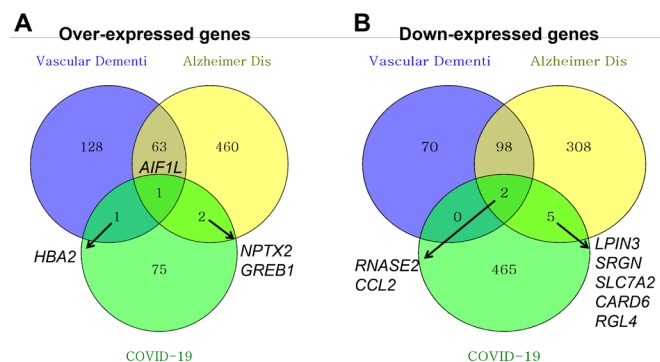 A
Over-expressed genes
Vascular Dementi
Alzheimer Dis
128
63
460
AIF1L
1
1
2
HBA2
NPTX2
GREB1
75
COVID-19
B
Down-expressed genes
Vascular Dementi
Alzheimer Dis
70
98
308
2
0
5
RNASE2
CCL2
LPIN3
SRGN
SLC7A2
CARD6
RGL4
465
COVID-19